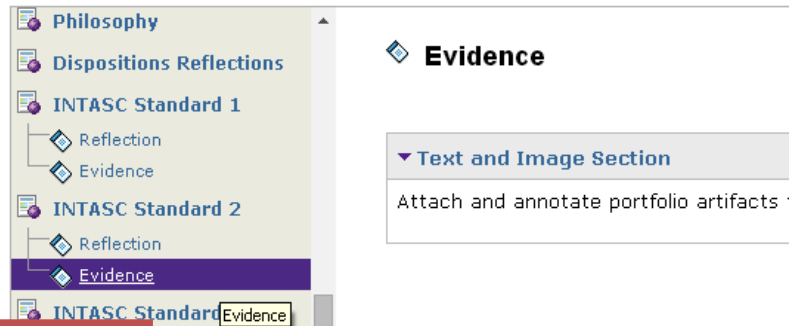 Philosophy
Dispositions Reflections
INTASC Standard 1
Reflection
Evidence
INTASC Standard 2
Reflection
Evidence
INTASC Standard
Evidence
Evidence
Text and Image Section
Attach and annotate portfolio artifacts